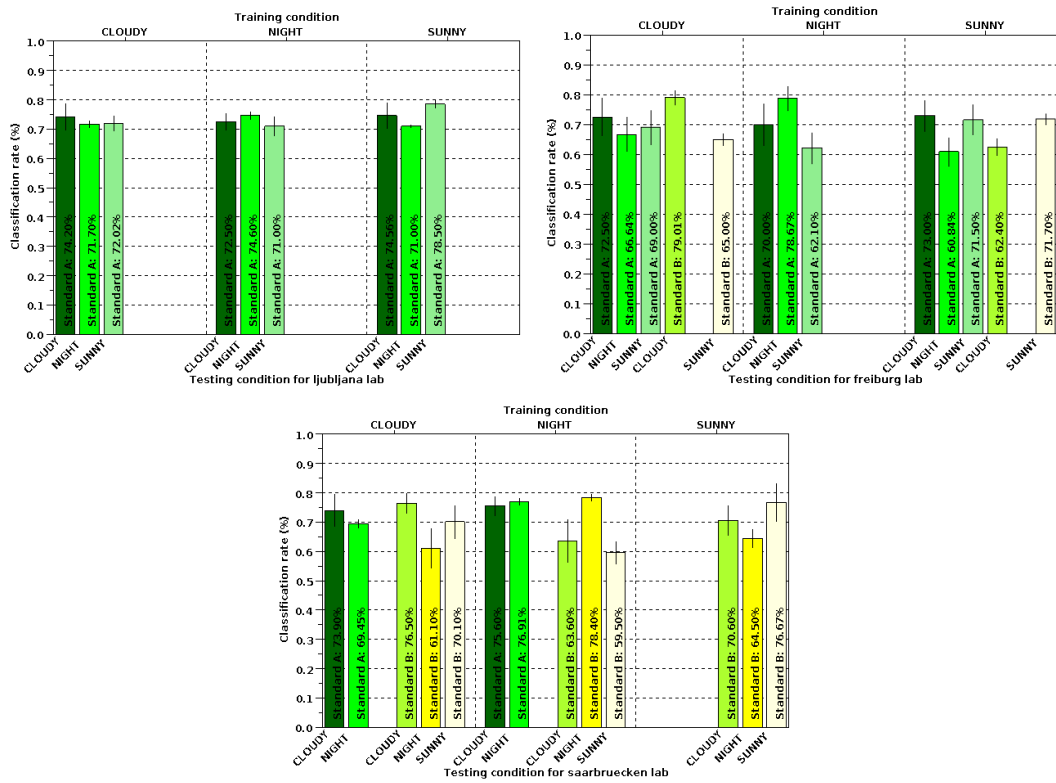 Training condition
CLOUDY NIGHT SUNNY
1.0
0.9
0.8
0.7
0.6
0.5
0.4
0.3
0.2
0.1
0.0
Classification rate (%)
Standard A: 74.20%
Standard A: 71.70%
Standard A: 72.02%
Standard A: 72.50%
Standard A: 74.60%
Standard A: 71.00%
Standard A: 74.56%
Standard A: 71.00%
Standard A: 78.50%
CLOUDY NIGHT SUNNY CLOUDY NIGHT SUNNY CLOUDY NIGHT SUNNY
Testing condition for ljubljana lab
Training condition
CLOUDY NIGHT SUNNY
1.0
0.9
0.8
0.7
0.6
0.5
0.4
0.3
0.2
0.1
0.0
Classification rate (%)
Standard A: 72.50%
Standard A: 66.64%
Standard A: 69.00%
Standard B: 79.01%
Standard B: 65.00%
Standard A: 70.00%
Standard A: 78.67%
Standard A: 62.10%
Standard A: 73.00%
Standard A: 60.84%
Standard A: 71.50%
Standard B: 62.40%
Standard B: 71.70%
CLOUDY NIGHT SUNNY CLOUDY SUNNY CLOUDY NIGHT SUNNY CLOUDY NIGHT SUNNY CLOUDY SUNNY
Testing condition for freiburg lab
Training condition
CLOUDY NIGHT SUNNY
1.0
0.9
0.8
0.7
0.6
0.5
0.4
0.3
0.2
0.1
0.0
Classification rate (%)
Standard A: 73.90%
Standard A: 69.45%
Standard B: 76.50%
Standard B: 61.10%
Standard B: 70.10%
Standard A: 75.60%
Standard A: 76.91%
Standard B: 63.60%
Standard B: 78.40%
Standard B: 59.50%
Standard B: 70.60%
Standard B: 64.50%
Standard B: 76.67%
CLOUDY NIGHT CLOUDY NIGHT SUNNY CLOUDY NIGHT CLOUDY NIGHT SUNNY CLOUDY NIGHT SUNNY
Testing condition for saarbruecken lab